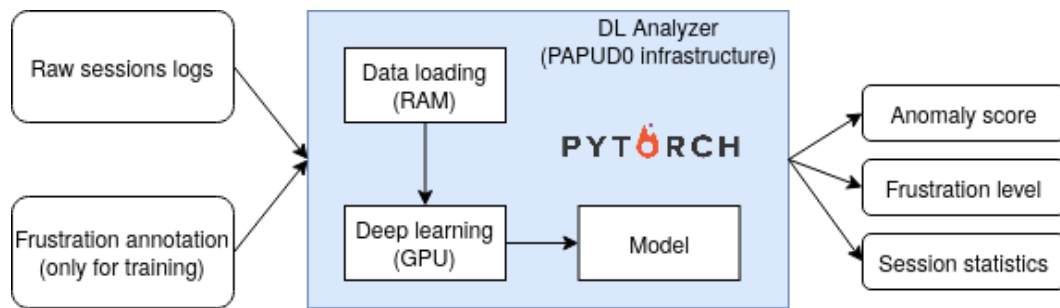 Raw sessions logs
Frustration annotation
(only for training)
DL Analyzer
(PAPUD0 infrastructure)
Data loading
(RAM)
PYTORCH
Deep learning
(GPU)
Model
Anomaly score
Frustration level
Session statistics